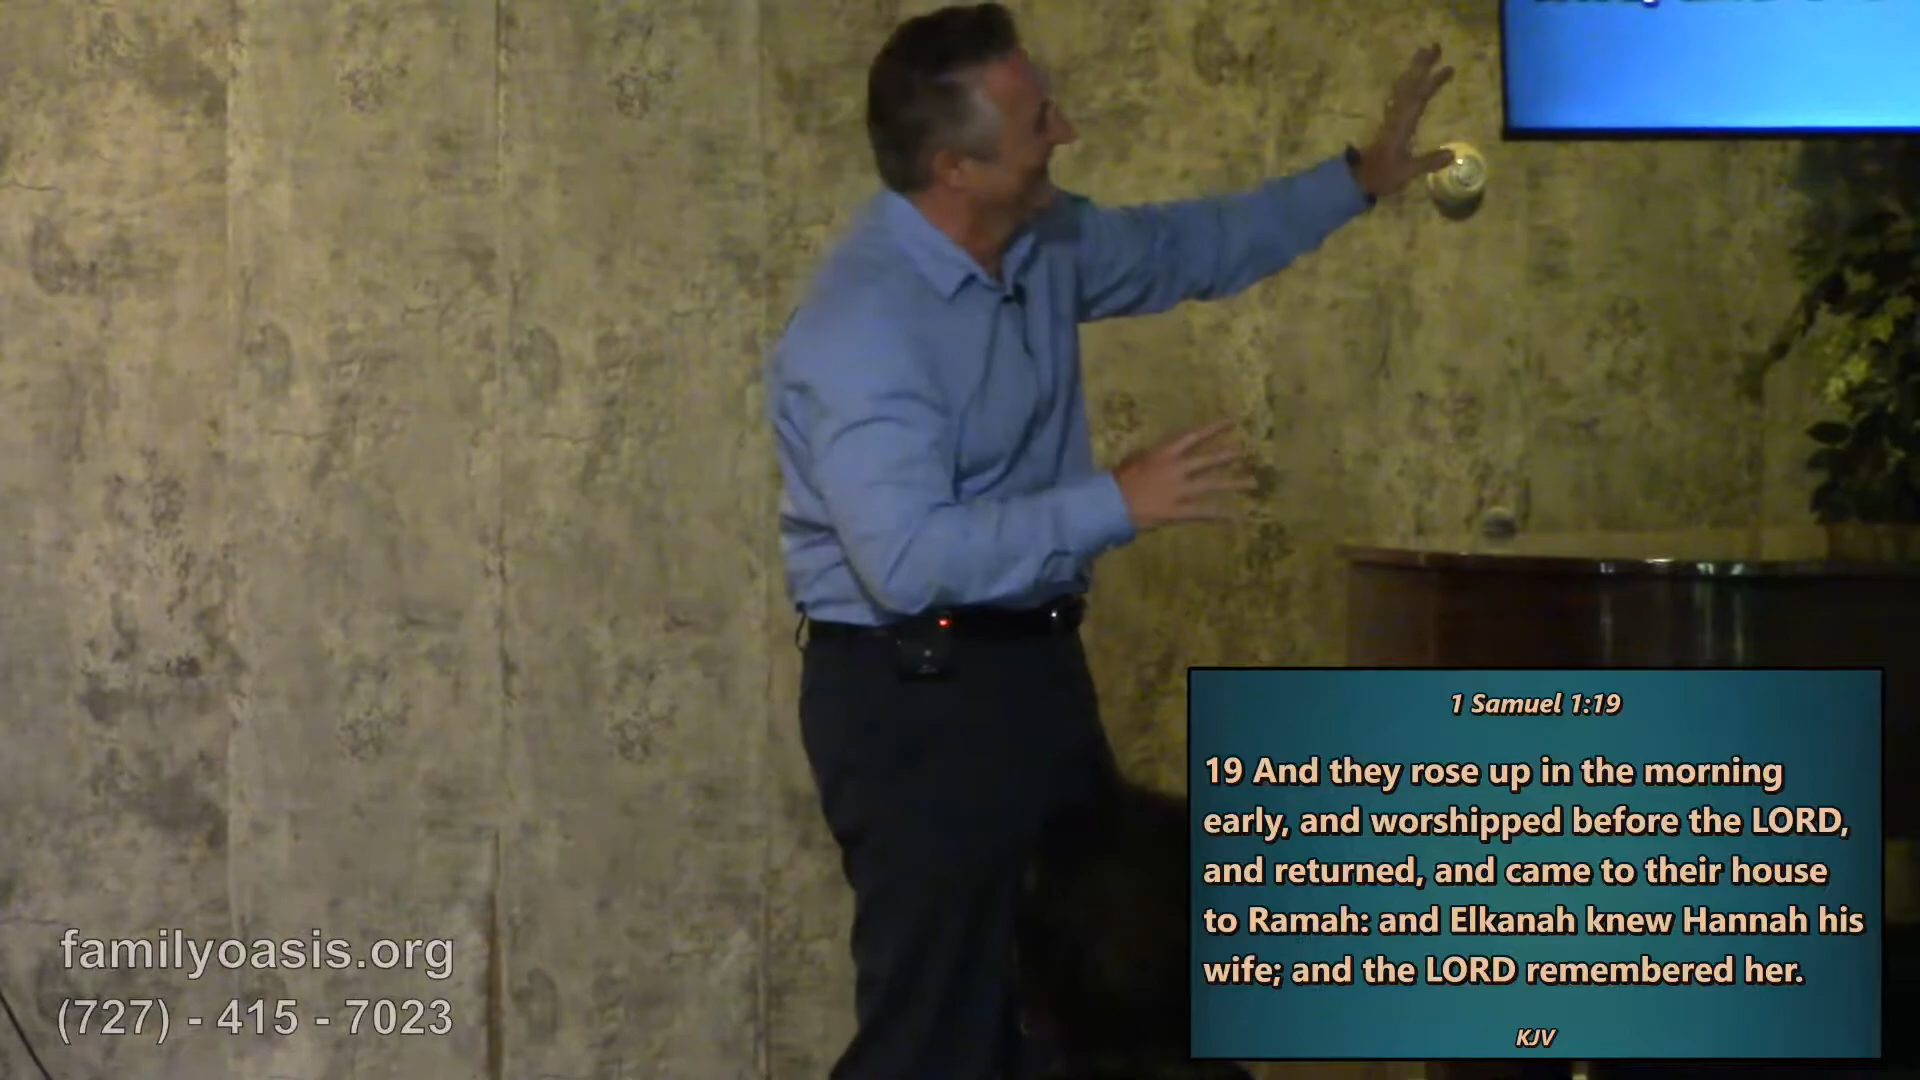 1 Samuel 1:19
19 And they rose up in the morning
early, and worshipped before the LORD,
and returned, and came to their house
to Ramah: and Elkanah knew Hannah his
wife; and the LORD remembered her.
KJV
familyoasis.org
(727) - 415 - 7023